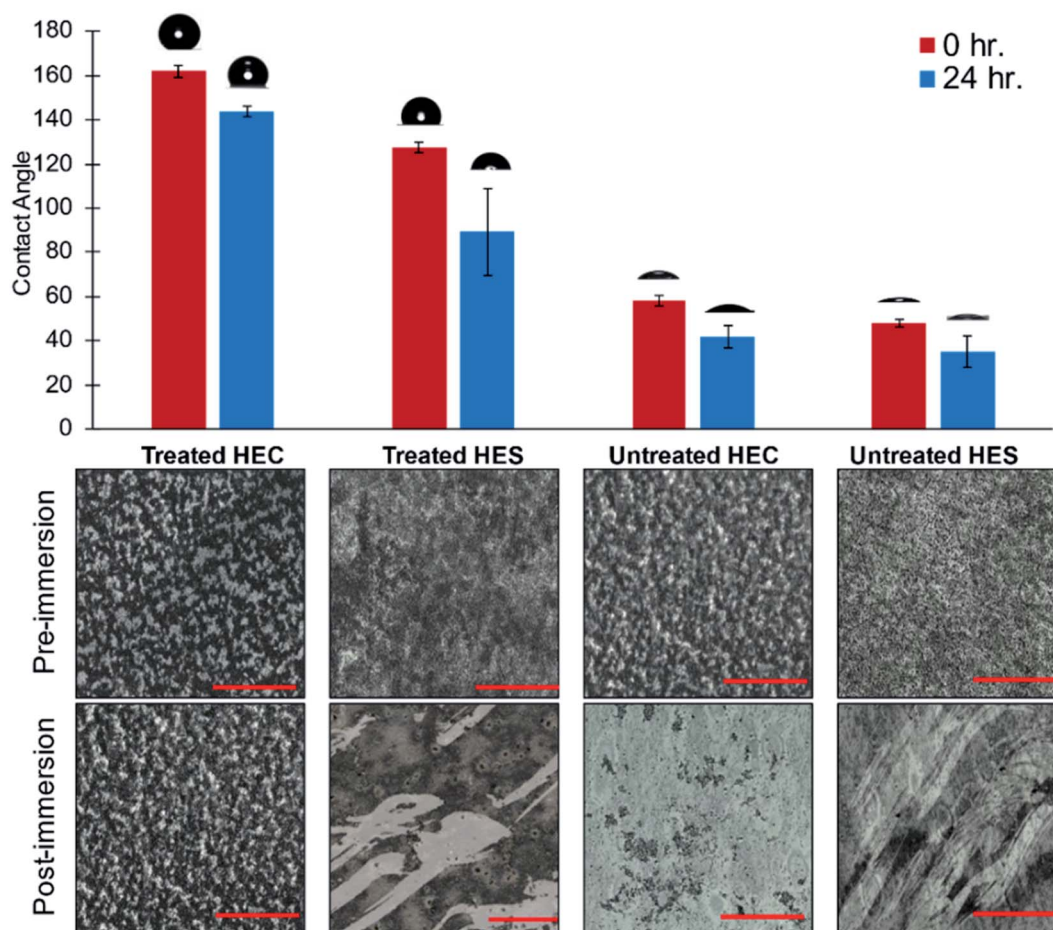 180
160
140
120
100
80
60
40
20
0
Contact Angle
0 hr.
24 hr.
Treated HEC
Treated HES
Untreated HEC
Untreated HES
Pre-immersion
Post-immersion